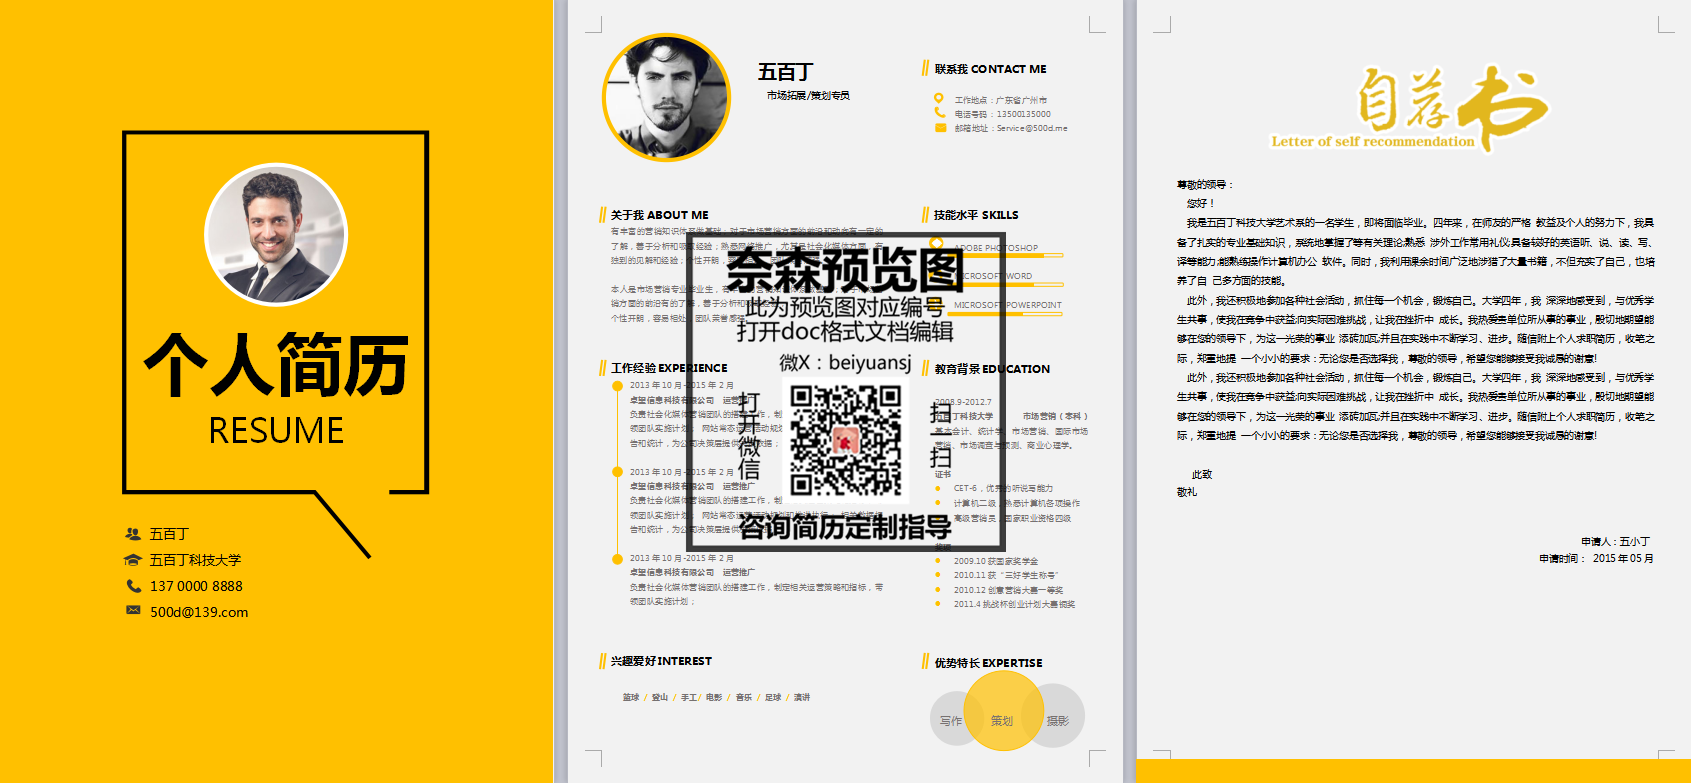 个人简历
RESUME
五百丁
五百丁科技大学
137 0000 8888
500d@139.com
五百丁
市场拓展/策划专员
联系我 CONTACT ME
工作地点：广东省广州市
电话号码：13500135000
邮箱地址：Service@500d.me
关于我 ABOUT ME
有丰富的营销知识体系做基础；对于市场营销方面的前沿和动向有一定的
了解，善于分析和吸取经验；熟悉网络推广，尤其是社会化媒体方面，有
独到的见解和经验；个性开朗，容
本人是市场营销专业毕业生，有
销方面的前沿有的了解，善于分析和
个性开朗，容易相处，团队荣誉感强
技能水平 SKILLS
ADOBE PHOTOSHOP
MICROSOFT WORD
MICROSOFT POWERPOINT
奈森预览图
此为预览图对应编号
打开doc格式文档编辑
微X：beiyuansj
打开微信
扫一扫
咨询简历定制指导
工作经验 EXPERIENCE
2013 年 10 月-2015 年 2 月
卓望信息科技有限公司 运营推广
负责社会化媒体营销团队的搭建工作，制
领团队实施计划； 网站常态运营活动规
告和统计，为公司决策层提供 数据；
2013 年 10 月-2015 年 2 月
卓望信息科技有限公司 运营推广
负责社会化媒体营销团队的搭建工作，制
领团队实施计划； 网站常态运营活动规划和推进执行； 相关数据报
告和统计，为公司决策层提供
2013 年 10 月-2015 年 2 月
卓望信息科技有限公司 运营推广
负责社会化媒体营销团队的搭建工作，制定相关运营策略和指标，带
领团队实施计划；
教育背景 EDUCATION
2008.9-2012.7
五百丁科技大学 市场营销（本科）
基本会计、统计学、市场营销、国际市场
营销、市场调查与预测、商业心理学。
证书
CET-6，优秀的听说写能力
计算机二级，熟悉计算机各项操作
高级营销员，国家职业资格四级
奖项
2009.10 获国家奖学金
2010.11 获“三好学生称号”
2010.12 创意营销大赛一等奖
2011.4 挑战杯创业计划大赛铜奖
兴趣爱好 INTEREST
篮球 / 登山 / 手工/ 电影 / 音乐 / 足球 / 演讲
优势特长 EXPERTISE
写作 策划 摄影
自荐书
Letter of self recommendation
尊敬的领导：
您好！
我是五百丁科技大学艺术系的一名学生，即将面临毕业。四年来，在师友的严格 教益及个人的努力下，我具
备了扎实的专业基础知识，系统地掌握了等有关理论;熟悉 涉外工作常用礼仪;具备较好的英语听、说、读、写、
译等能力;能熟练操作计算机办公 软件。同时，我利用课余时间广泛地涉猎了大量书籍，不但充实了自己，也培
养了自 己多方面的技能。
此外，我还积极地参加各种社会活动，抓住每一个机会，锻炼自己。大学四年，我 深深地感受到，与优秀学
生共事，使我在竞争中获益;向实际困难挑战，让我在挫折中 成长。我热爱贵单位所从事的事业，殷切地期望能
够在您的领导下，为这一光荣的事业 添砖加瓦;并且在实践中不断学习、进步。随信附上个人求职简历，收笔之
际，郑重地提 一个小小的要求：无论您是否选择我，尊敬的领导，希望您能够接受我诚恳的谢意!
此外，我还积极地参加各种社会活动，抓住每一个机会，锻炼自己。大学四年，我 深深地感受到，与优秀学
生共事，使我在竞争中获益;向实际困难挑战，让我在挫折中 成长。我热爱贵单位所从事的事业，殷切地期望能
够在您的领导下，为这一光荣的事业 添砖加瓦;并且在实践中不断学习、进步。随信附上个人求职简历，收笔之
际，郑重地提 一个小小的要求：无论您是否选择我，尊敬的领导，希望您能够接受我诚恳的谢意!
此致
敬礼
申请人：五小丁
申请时间： 2015 年 05 月